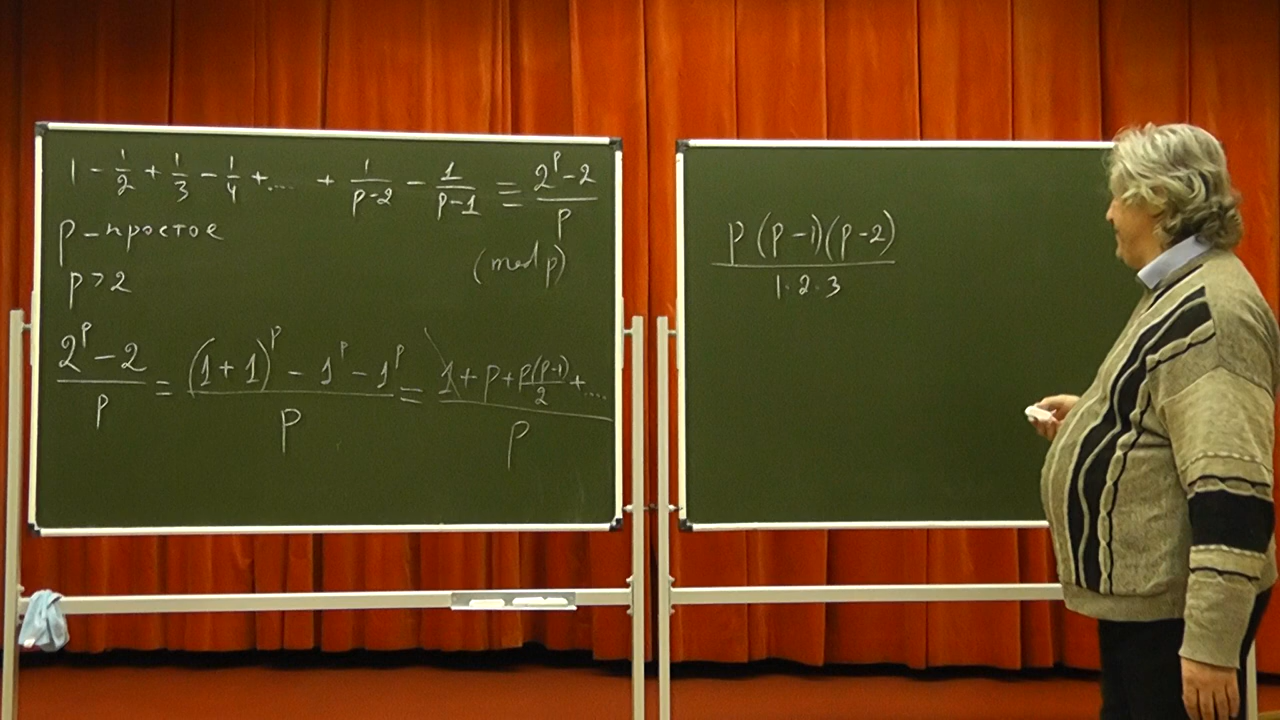 1 - 1/2 + 1/3 - 1/4 + .... + 1/(p-2) - 1/(p-1) ≡ (2^p - 2)/p
p - простое
(mod p)
p > 2
(2^p - 2)/p = ((1+1)^p - 1^p - 1^p)/p = (1 + p + p(p-1)/2 + ....)/p
p(p-1)(p-2)/(1·2·3)